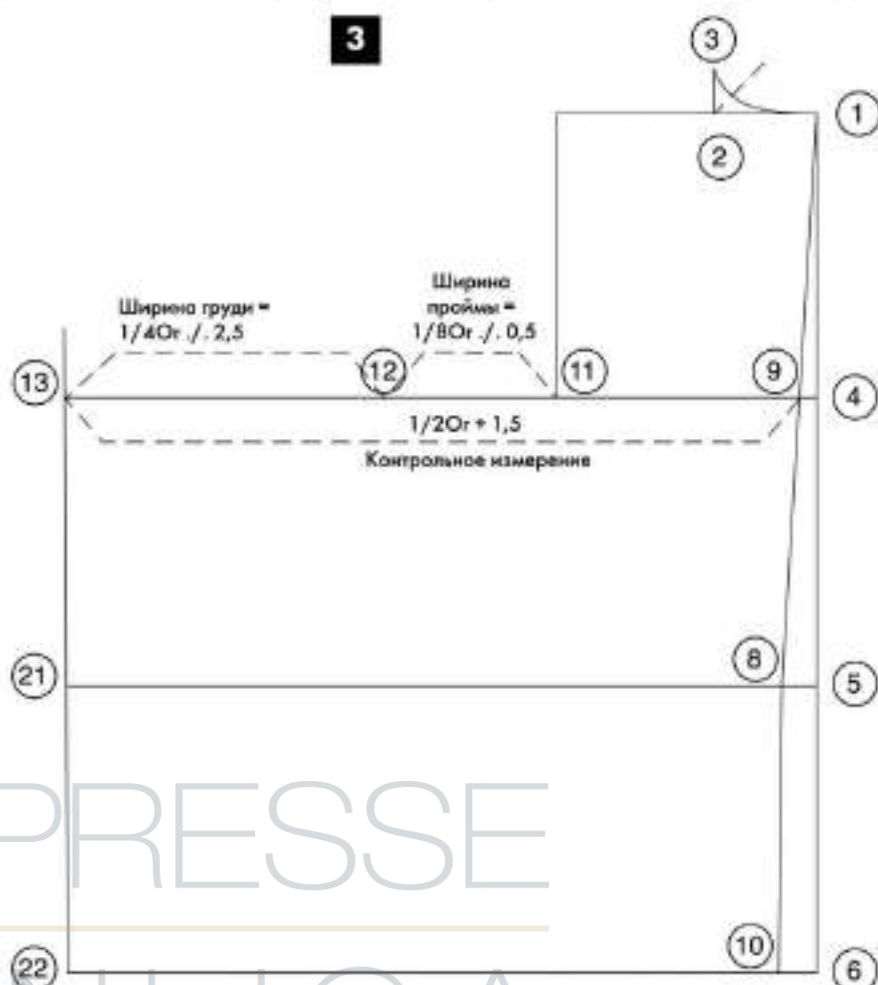 3
3
1
2
Ширина груди =
1/4Ог ./. 2,5
Ширина
проймы =
1/8Ог ./. 0,5
13
12
11
9
4
1/2Ог + 1,5
Контрольное измерение
21
8
5
PRESSE
22
10
6